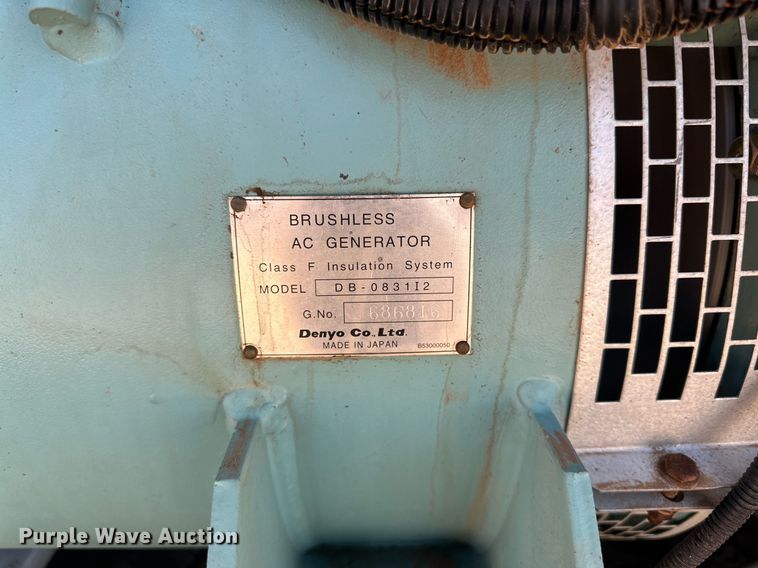 BRUSHLESS
AC GENERATOR
Class F Insulation System
MODEL DB-0831I2
G.No. 686816
Denyo Co.,Ltd.
MADE IN JAPAN B53000050
Purple Wave Auction®